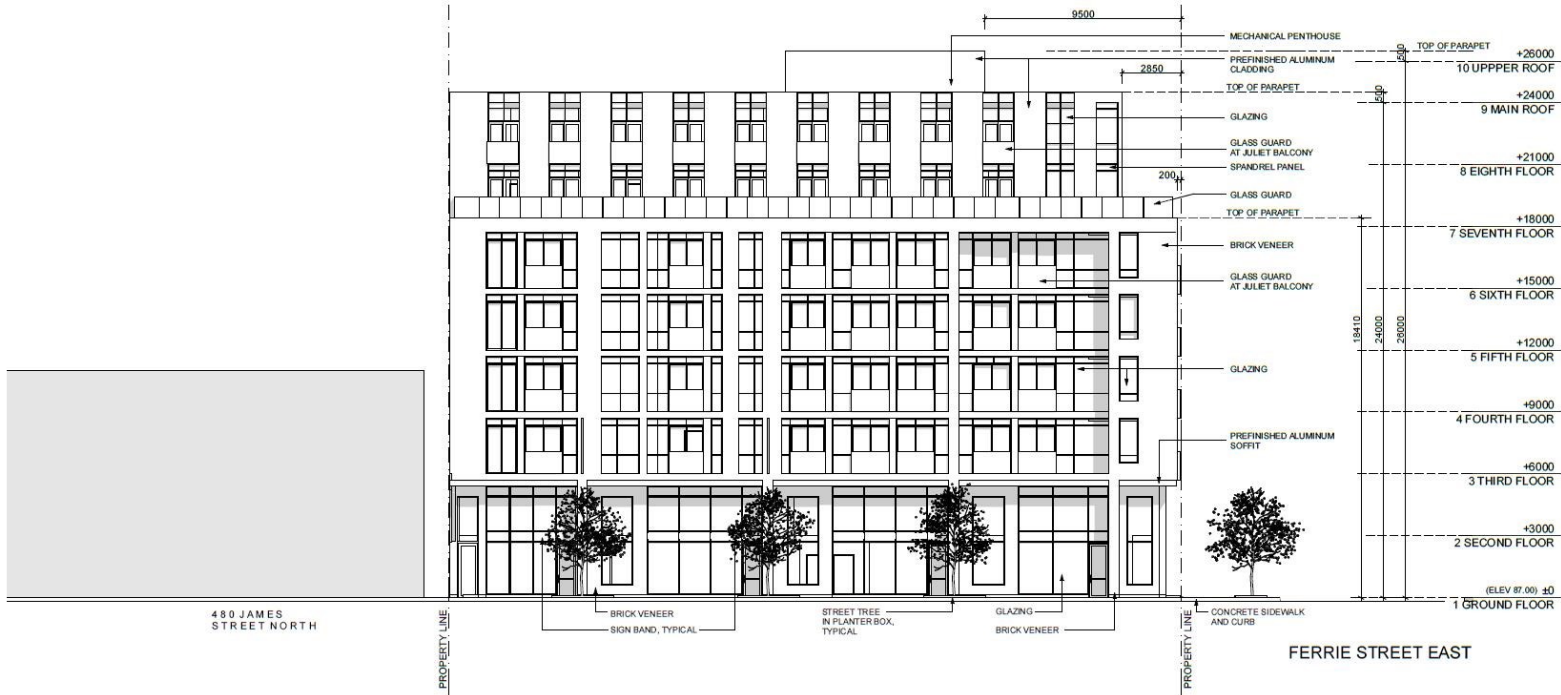 9500
MECHANICAL PENTHOUSE
TOP OF PARAPET
500
+26000
10 UPPPER ROOF
PREFINISHED ALUMINUM
CLADDING
2850
TOP OF PARAPET
500
+24000
9 MAIN ROOF
GLAZING
GLASS GUARD
AT JULIET BALCONY
SPANDREL PANEL
+21000
8 EIGHTH FLOOR
200
GLASS GUARD
TOP OF PARAPET
+18000
7 SEVENTH FLOOR
BRICK VENEER
GLASS GUARD
AT JULIET BALCONY
+15000
6 SIXTH FLOOR
18410
24000
26000
+12000
5 FIFTH FLOOR
GLAZING
+9000
4 FOURTH FLOOR
PREFINISHED ALUMINUM
SOFFIT
+6000
3 THIRD FLOOR
+3000
2 SECOND FLOOR
(ELEV 87.00) ±0
1 GROUND FLOOR
480 JAMES
STREET NORTH
PROPERTY LINE
BRICK VENEER
SIGN BAND, TYPICAL
STREET TREE
IN PLANTER BOX,
TYPICAL
GLAZING
BRICK VENEER
PROPERTY LINE
CONCRETE SIDEWALK
AND CURB
FERRIE STREET EAST